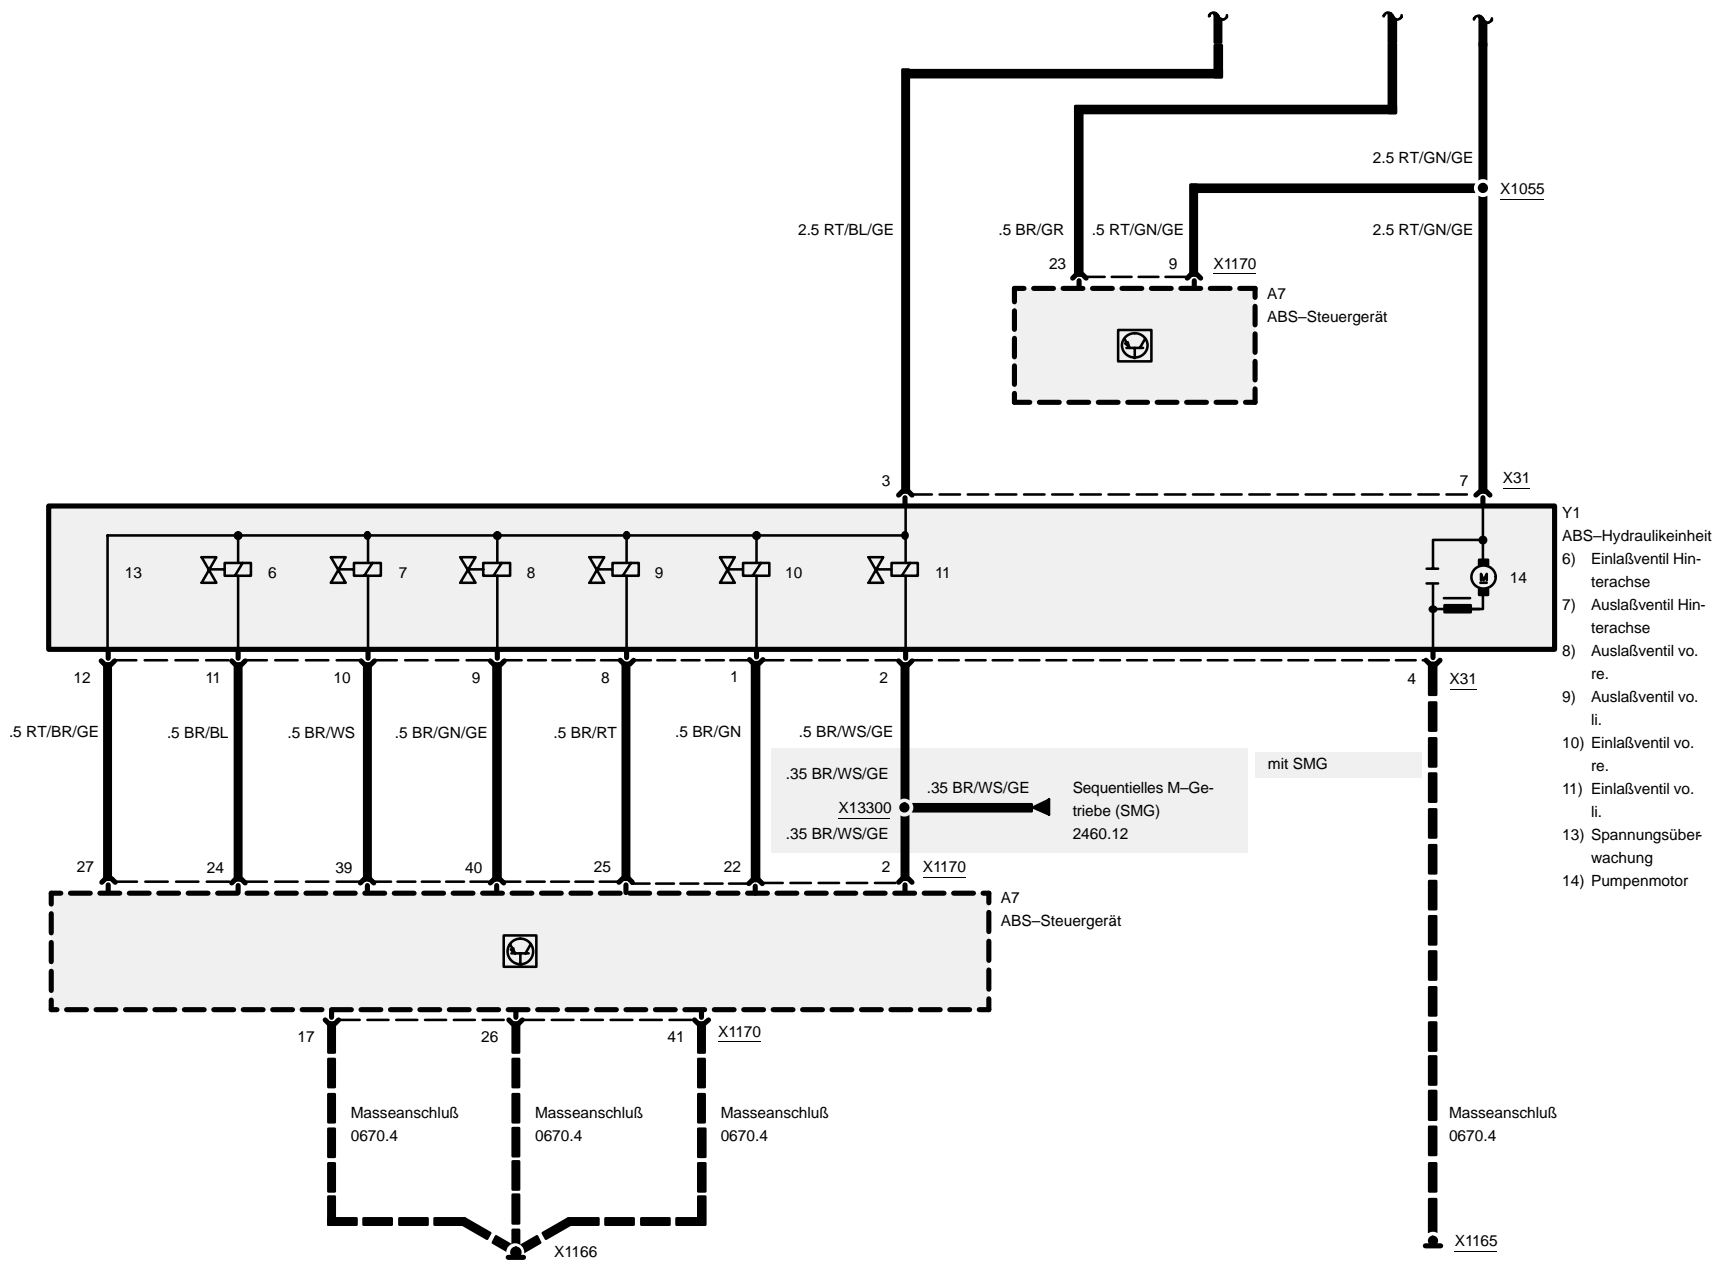 2.5 RT/GN/GE
X1055
2.5 RT/BL/GE
.5 BR/GR
.5 RT/GN/GE
2.5 RT/GN/GE
23
9
X1170
A7
ABS–Steuergerät
3
7
X31
Y1
ABS–Hydraulikeinheit
6) Einlaßventil Hin-
terachse
7) Auslaßventil Hin-
terachse
8) Auslaßventil vo.
re.
9) Auslaßventil vo.
li.
10) Einlaßventil vo.
re.
11) Einlaßventil vo.
li.
13) Spannungsüber-
wachung
14) Pumpenmotor
13
6
7
8
9
10
11
M
14
12
11
10
9
8
1
2
4
X31
.5 RT/BR/GE
.5 BR/BL
.5 BR/WS
.5 BR/GN/GE
.5 BR/RT
.5 BR/GN
.5 BR/WS/GE
mit SMG
.35 BR/WS/GE
.35 BR/WS/GE
X13300
.35 BR/WS/GE
Sequentielles M–Ge-
triebe (SMG)
2460.12
27
24
39
40
25
22
2
X1170
A7
ABS–Steuergerät
17
26
41
X1170
Masseanschluß
0670.4
Masseanschluß
0670.4
Masseanschluß
0670.4
Masseanschluß
0670.4
X1166
X1165